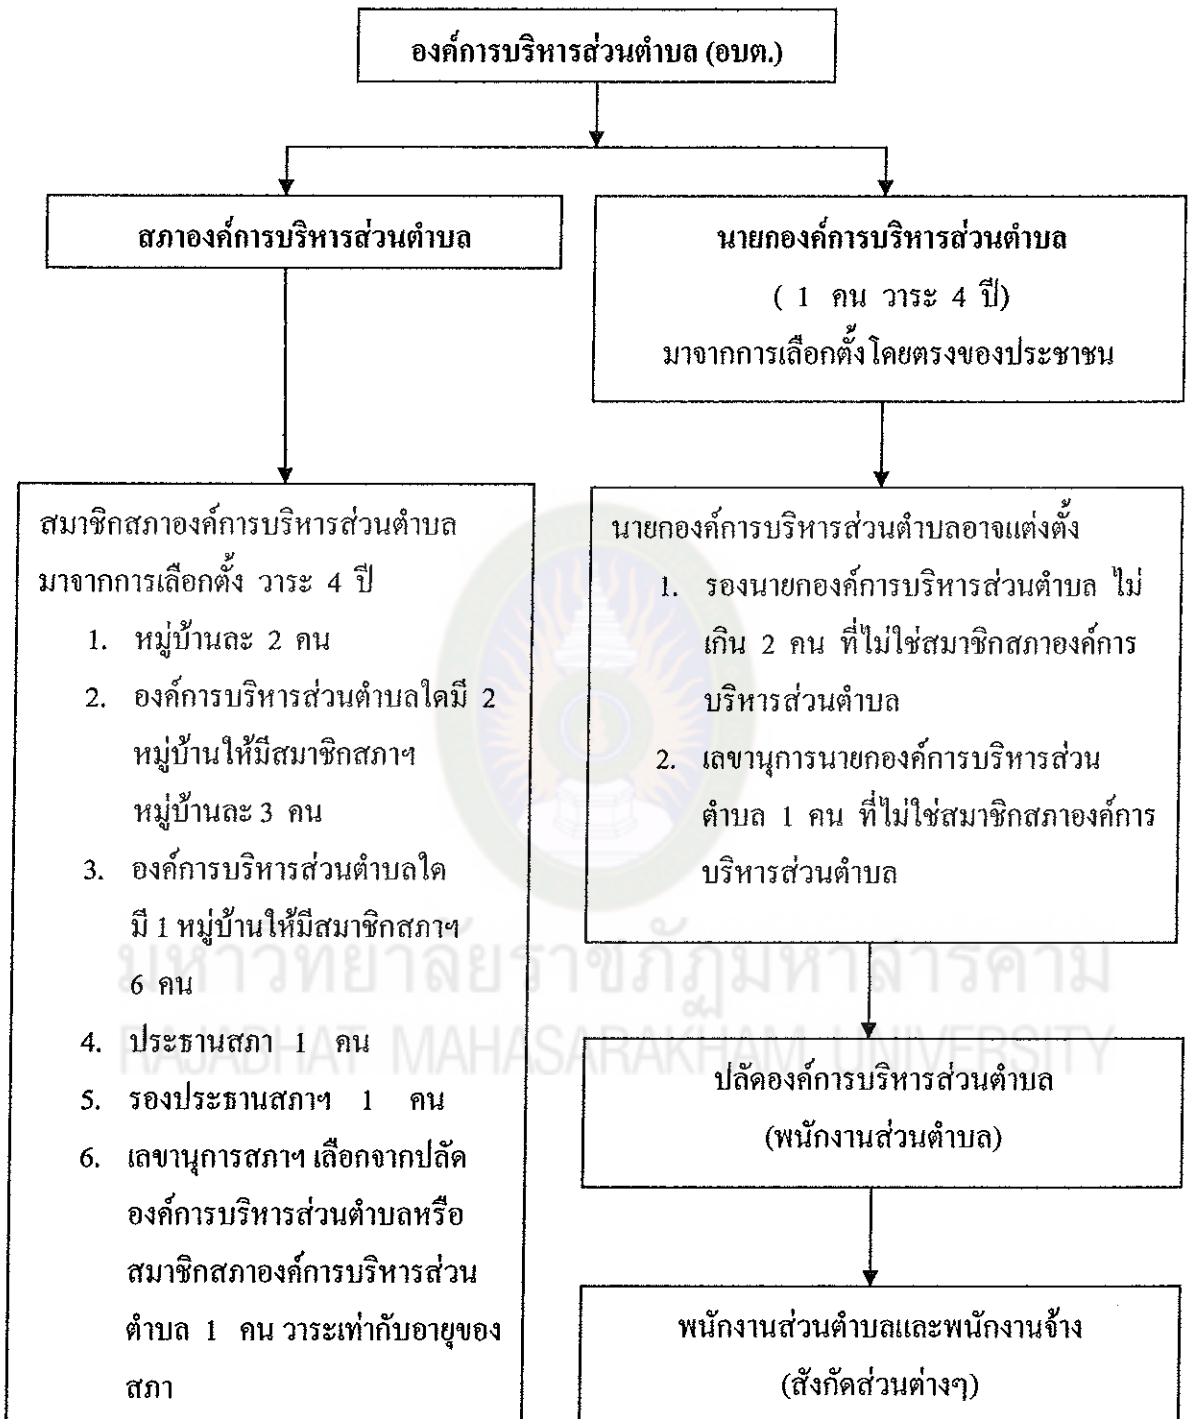 องค์การบริหารส่วนตำบล (อบต.)
สภาองค์การบริหารส่วนตำบล
นายกองค์การบริหารส่วนตำบล
( 1 คน วาระ 4 ปี)
มาจากการเลือกตั้งโดยตรงของประชาชน
สมาชิกสภาองค์การบริหารส่วนตำบล
มาจากการเลือกตั้ง วาระ 4 ปี
1. หมู่บ้านละ 2 คน
2. องค์การบริหารส่วนตำบลใดมี 2
หมู่บ้านให้มีสมาชิกสภาฯ
หมู่บ้านละ 3 คน
3. องค์การบริหารส่วนตำบลใด
มี 1 หมู่บ้านให้มีสมาชิกสภาฯ
6 คน
4. ประธานสภา 1 คน
5. รองประธานสภาฯ 1 คน
6. เลขานุการสภาฯ เลือกจากปลัด
องค์การบริหารส่วนตำบลหรือ
สมาชิกสภาองค์การบริหารส่วน
ตำบล 1 คน วาระเท่ากับอายุของ
สภา
นายกองค์การบริหารส่วนตำบลอาจแต่งตั้ง
1. รองนายกองค์การบริหารส่วนตำบล ไม่
เกิน 2 คน ที่ไม่ใช่สมาชิกสภาองค์การ
บริหารส่วนตำบล
2. เลขานุการนายกองค์การบริหารส่วน
ตำบล 1 คน ที่ไม่ใช่สมาชิกสภาองค์การ
บริหารส่วนตำบล
ปลัดองค์การบริหารส่วนตำบล
(พนักงานส่วนตำบล)
พนักงานส่วนตำบลและพนักงานจ้าง
(สังกัดส่วนต่างๆ)
มหาวิทยาลัยราชภัฏมหาสารคาม
RAJABHAT MAHASARAKHAM UNIVERSITY